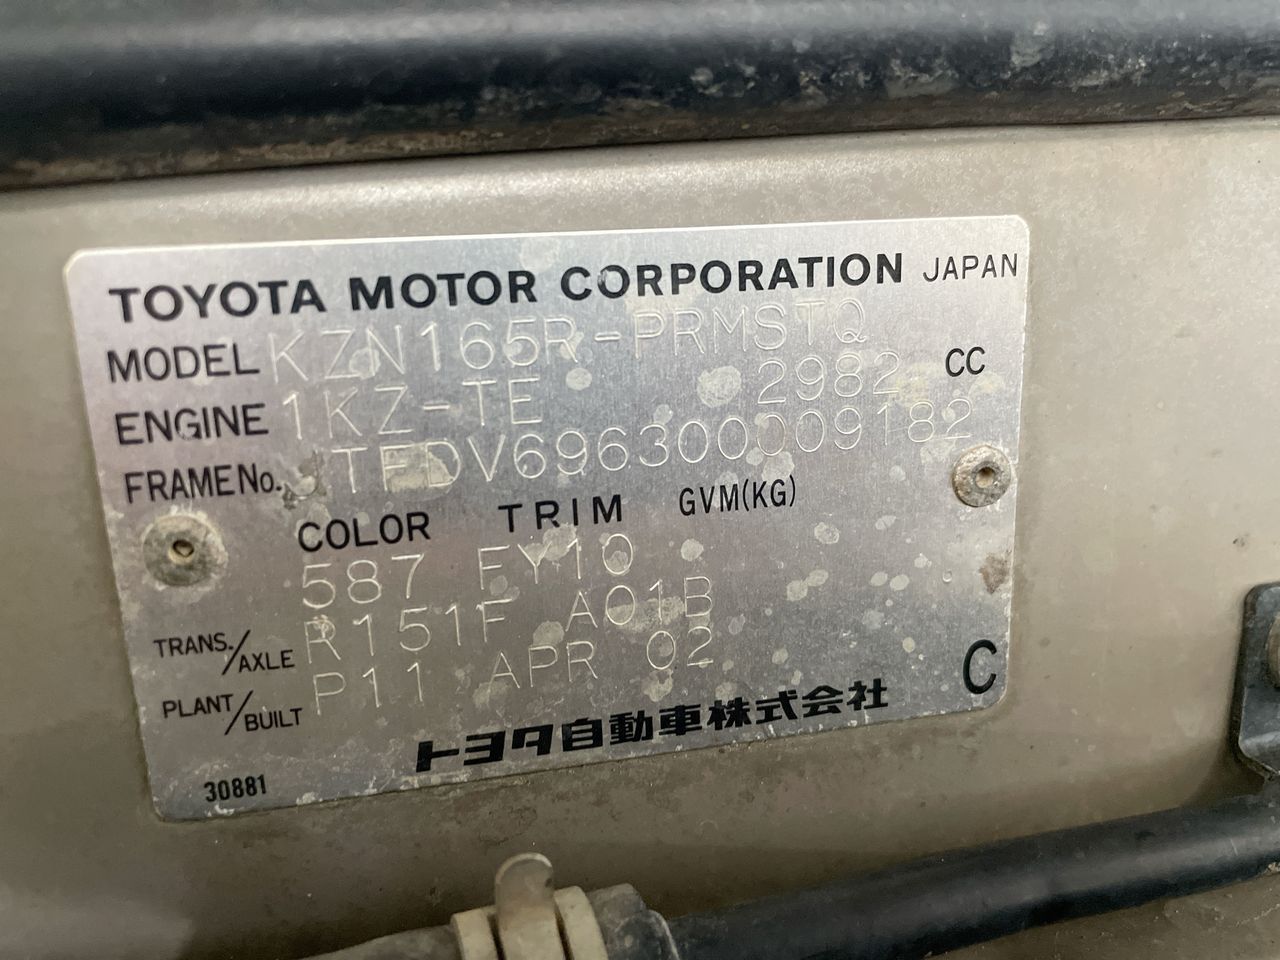 TOYOTA MOTOR CORPORATION JAPAN
MODEL KZN165R-PRMSTQ
ENGINE 1KZ-TE 2982 CC
FRAME No. JTFDV696300009182
COLOR TRIM GVM(KG)
587 FY10
TRANS./AXLE R151F A01B
PLANT/BUILT P11 APR 02
C
トヨタ自動車株式会社
30881